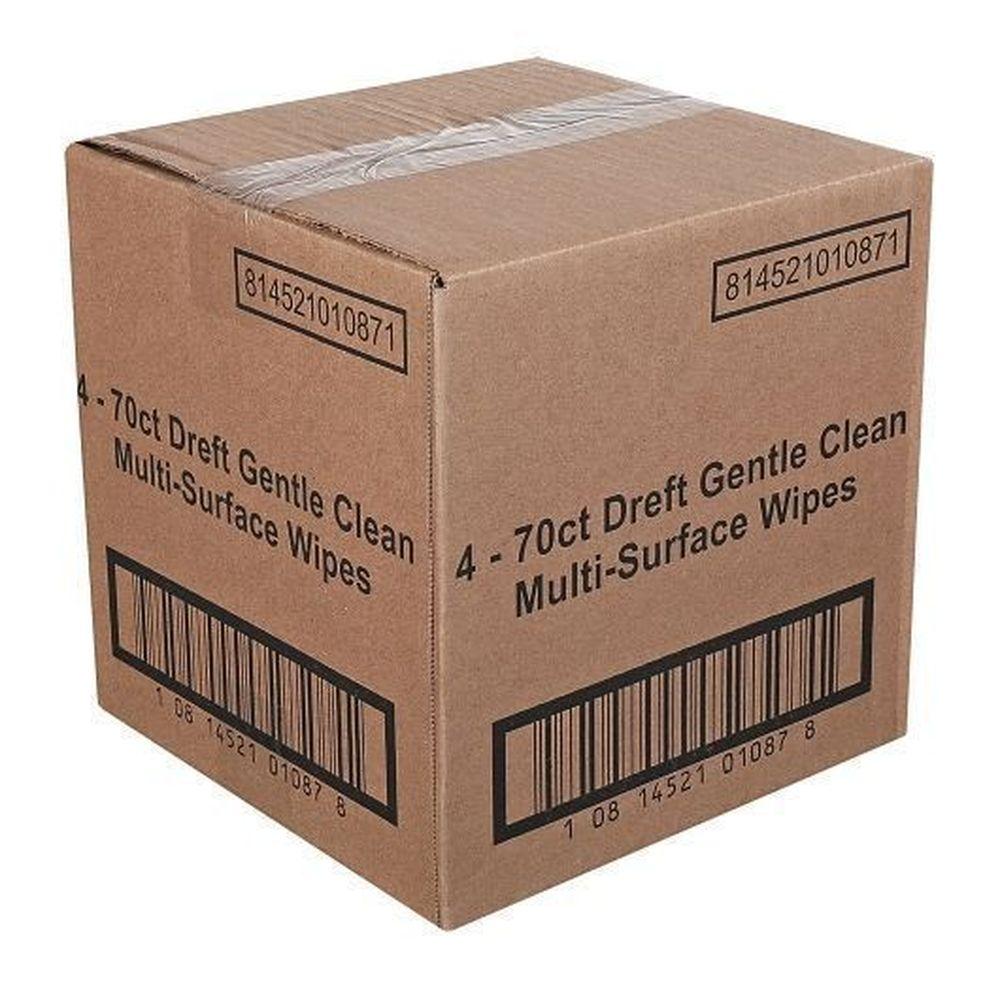 814521010871
4 - 70ct Dreft Gentle Clean
Multi-Surface Wipes
1 08 14521 01087 8
814521010871
4 - 70ct Dreft Gentle Clean
Multi-Surface Wipes
1 08 14521 01087 8